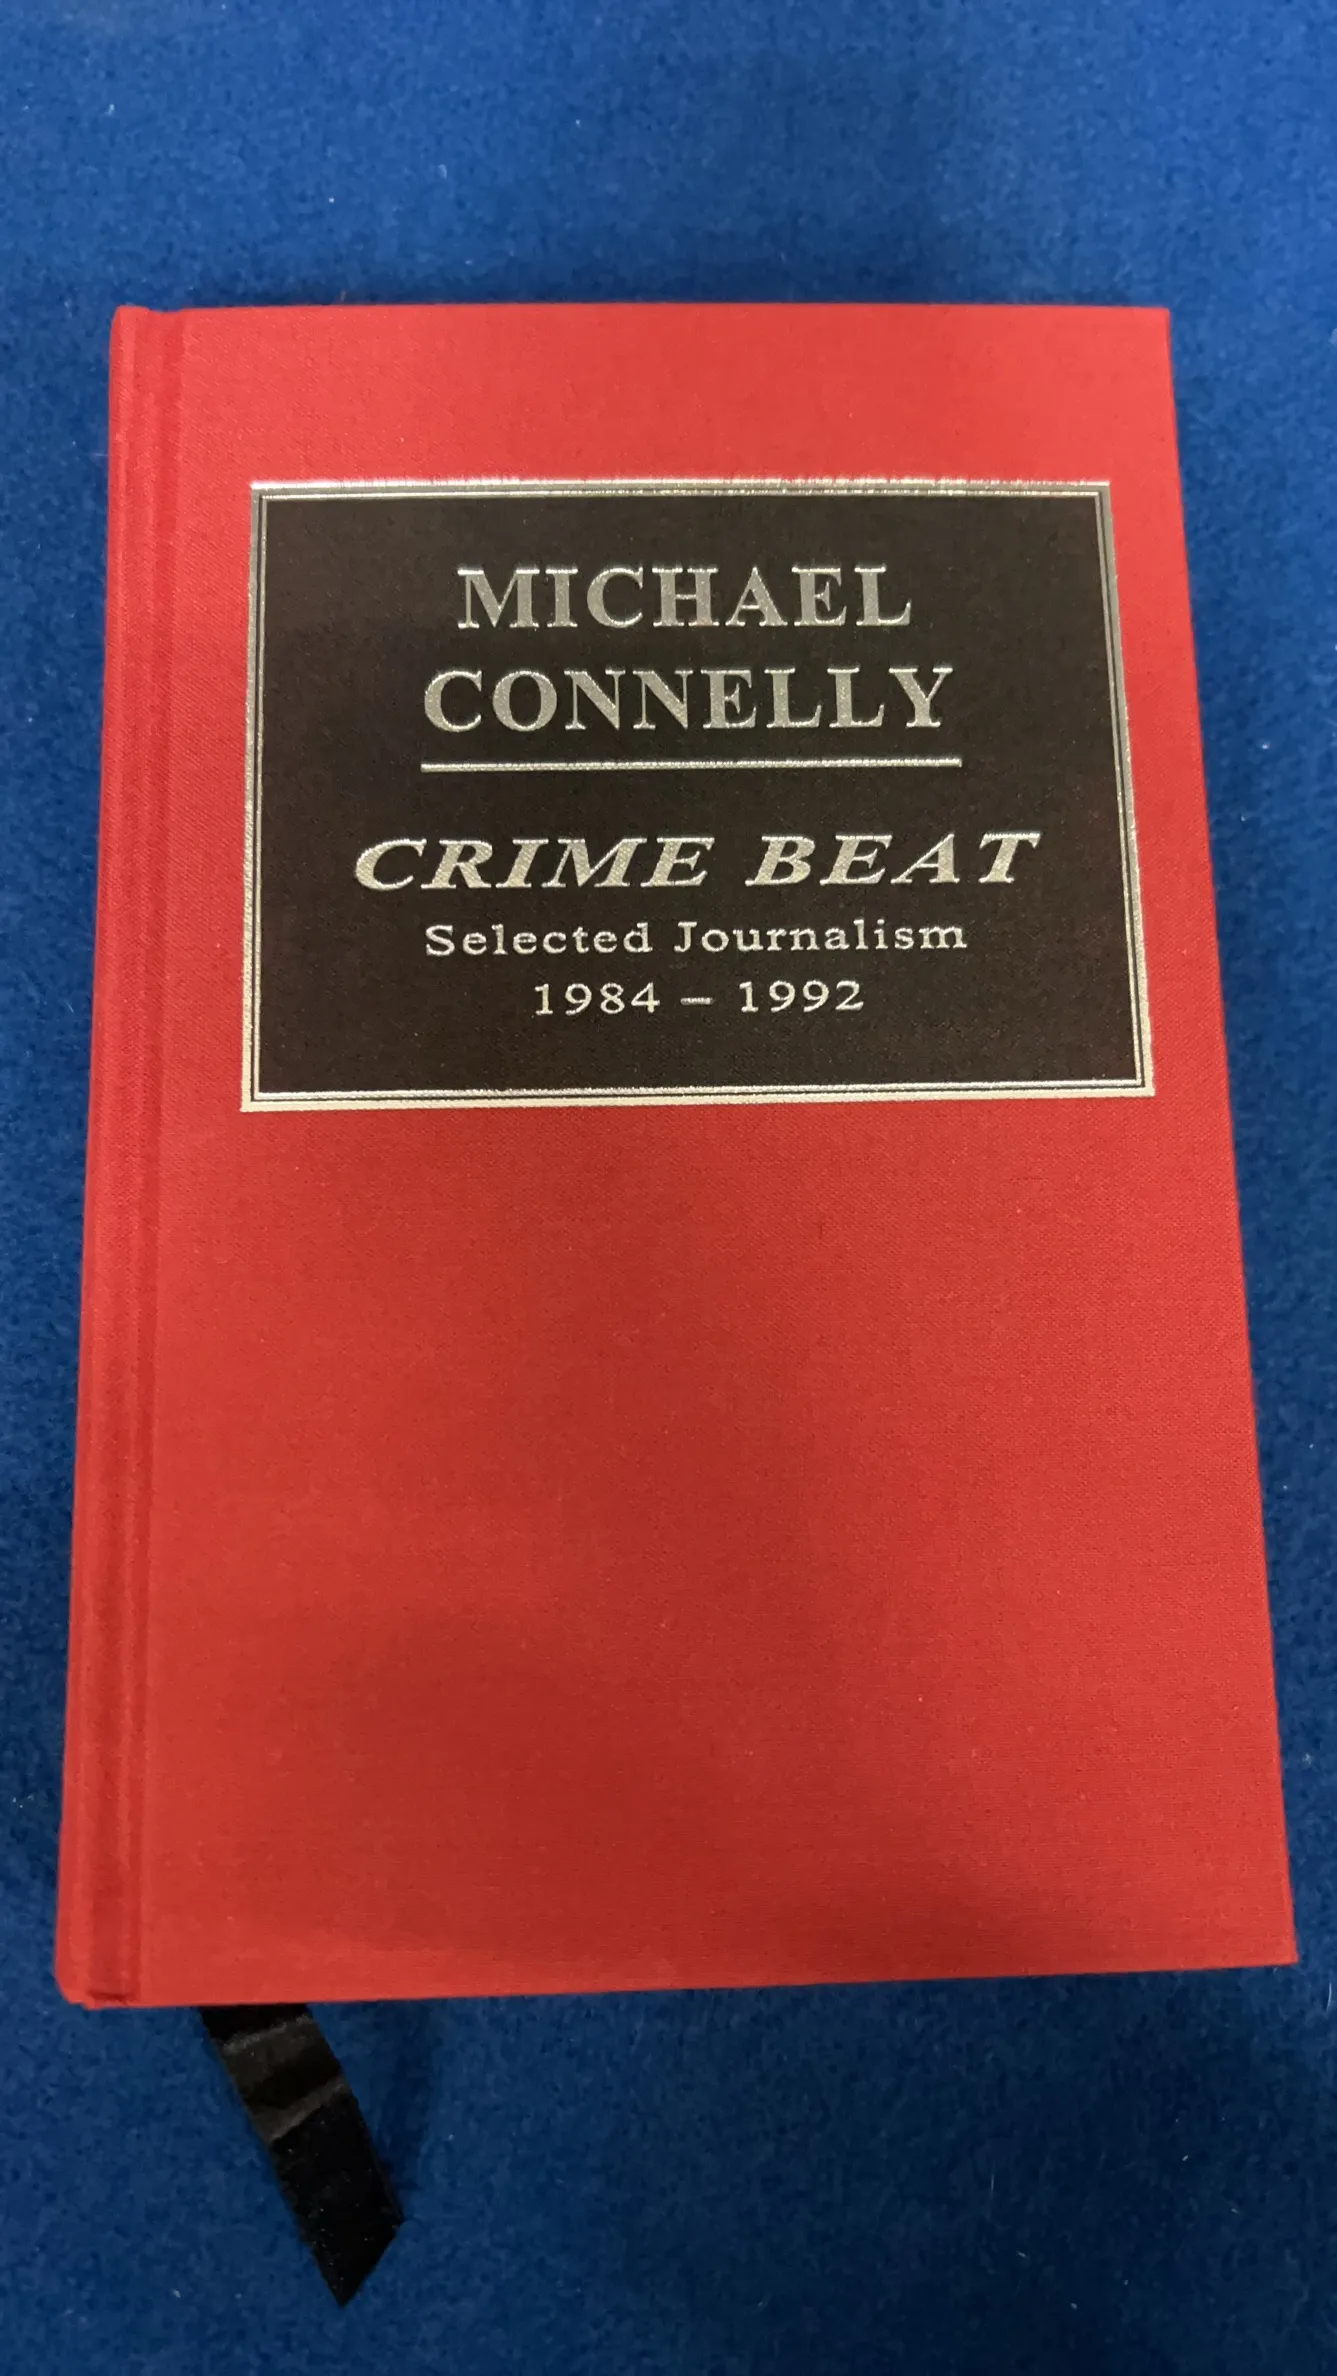 MICHAEL
CONNELLY
CRIME BEAT
Selected Journalism
1984 – 1992